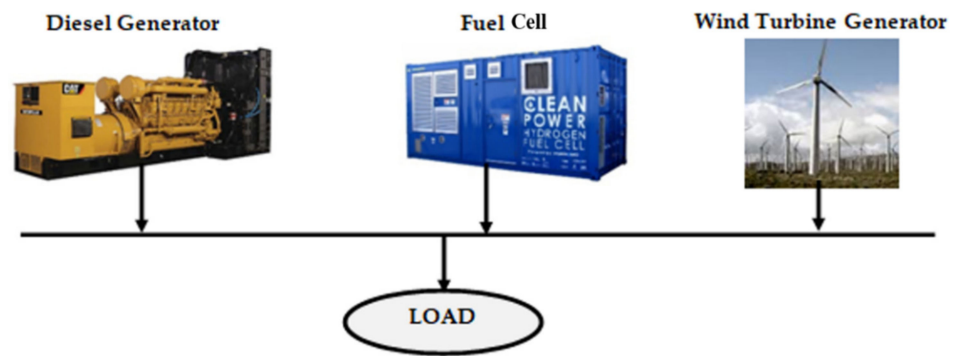 Diesel Generator
Fuel Cell
Wind Turbine Generator
CAT
CLEAN
POWER
HYDROGEN
FUEL CELL
LOAD